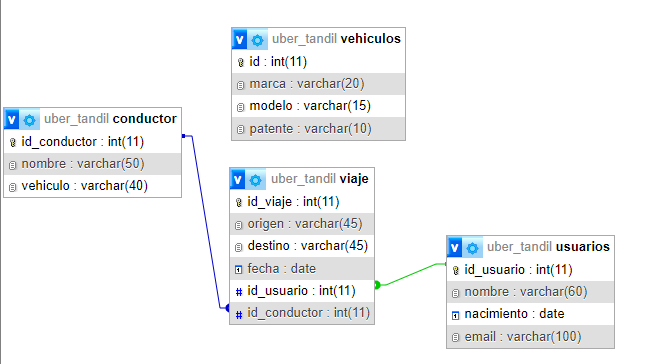 V uber_tandil vehiculos
id : int(11)
marca : varchar(20)
modelo : varchar(15)
patente : varchar(10)
V uber_tandil conductor
id_conductor : int(11)
nombre : varchar(50)
vehiculo : varchar(40)
V uber_tandil viaje
id_viaje : int(11)
origen : varchar(45)
destino : varchar(45)
fecha : date
# id_usuario : int(11)
# id_conductor : int(11)
V uber_tandil usuarios
id_usuario : int(11)
nombre : varchar(60)
nacimiento : date
email : varchar(100)